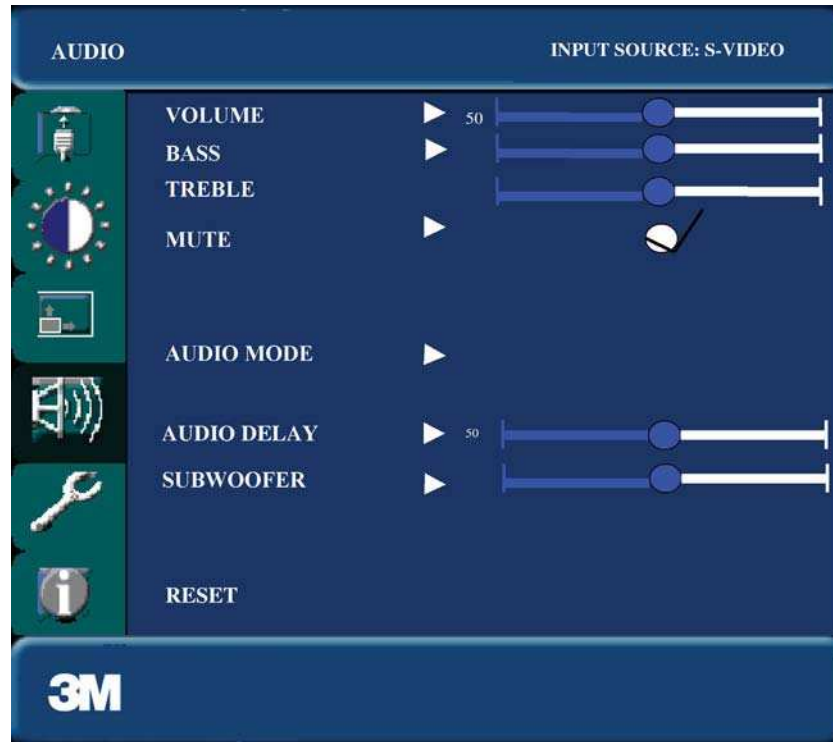 AUDIO INPUT SOURCE: S-VIDEO
VOLUME 50
BASS
TREBLE
MUTE
AUDIO MODE
AUDIO DELAY 50
SUBWOOFER
RESET
3M